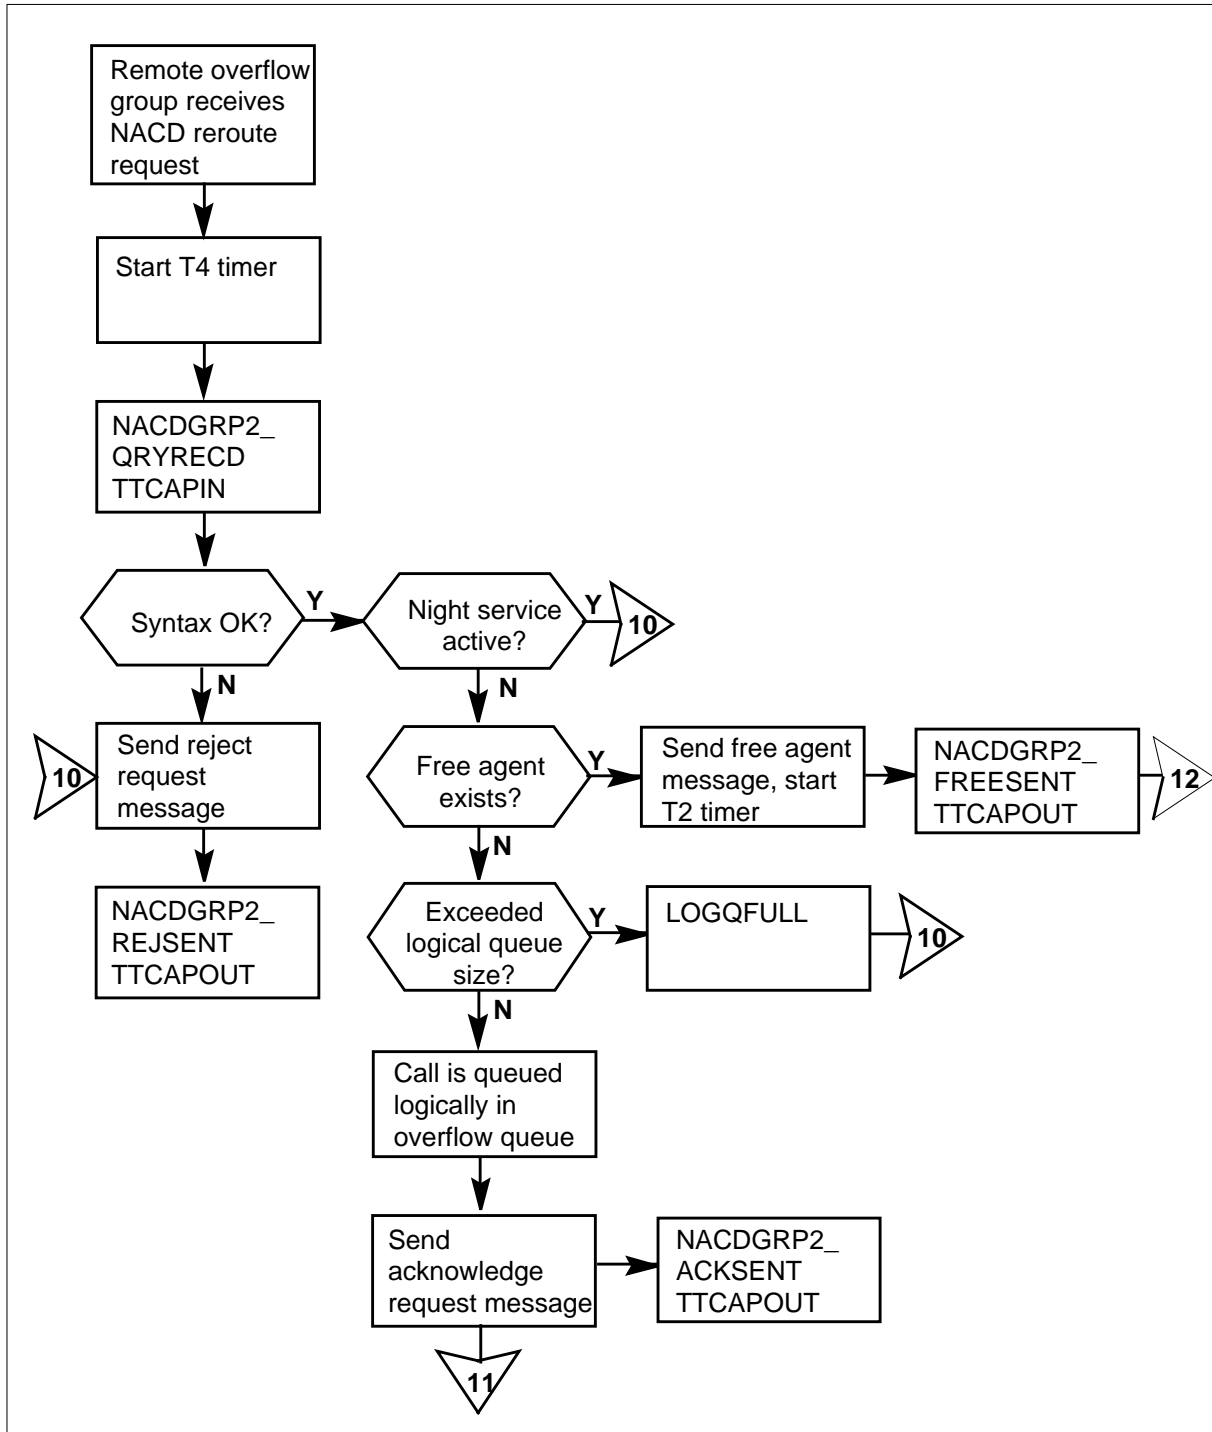 Remote overflow
group receives
NACD reroute
request
Start T4 timer
NACDGRP2_
QRYRECD
TTCAPIN
Syntax OK?
Y
Night service
active?
Y
10
N
N
10
Send reject
request
message
Free agent
exists?
Y
Send free agent
message, start
T2 timer
NACDGRP2_
FREESENT
TTCAPOUT
12
N
NACDGRP2_
REJSENT
TTCAPOUT
Exceeded
logical queue
size?
Y
LOGQFULL
10
N
Call is queued
logically in
overflow queue
Send
acknowledge
request message
NACDGRP2_
ACKSENT
TTCAPOUT
11